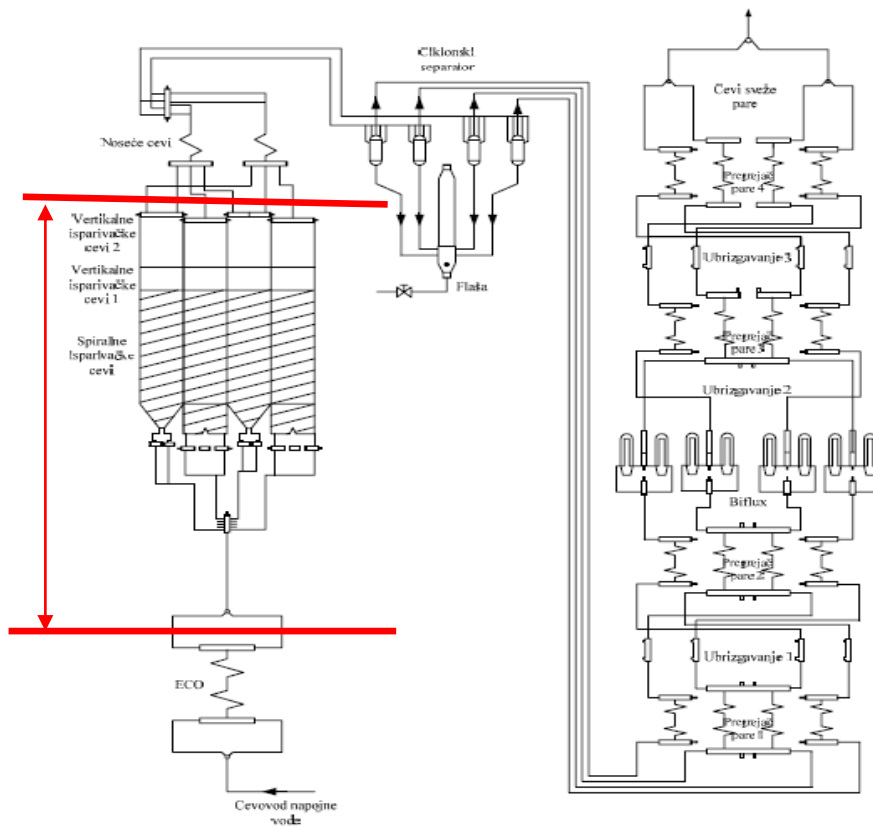 Ciklonski
separator
Noseće cevi
Vertikalne
isparivačke
cevi 2
Vertikalne
isparivačke
cevi 1
Spiralne
Isparivačke
cevi
Flaša
ECO
Cevovod napojne
vode
Cevi sveže
pare
Pregrejač
pare 4
Ubrizgavanje 3
Pregrejač
pare 3
Ubrizgavanje 2
Biflux
Pregrejač
pare 2
Ubrizgavanje 1
Pregrejač
pare 1